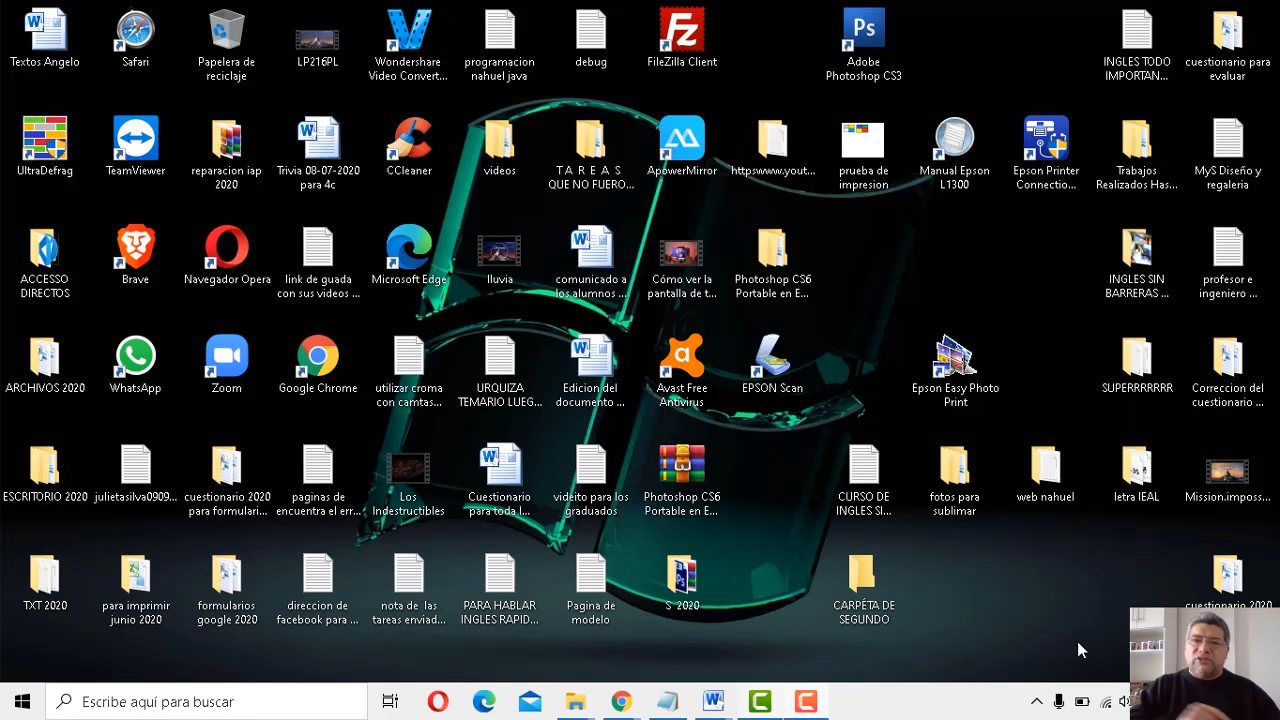 Textos Angelo
Safari
Papelera de
reciclaje
LP216PL
Wondershare
Video Convert...
programacion
nahuel java
debug
FileZilla Client
Ps
Adobe
Photoshop CS3
INGLES TODO
IMPORTAN...
cuestionario para
evaluar
UltraDefrag
TeamViewer
reparacion iap
2020
Trivia 08-07-2020
para 4c
CCleaner
videos
T A R E A S
QUE NO FUERO...
ApowerMirror
httpswww.yout...
prueba de
impresion
Manual Epson
L1300
Epson Printer
Connectio...
Trabajos
Realizados Has...
MyS Diseño y
regaleria
ACCESSO
DIRECTOS
Brave
Navegador Opera
link de guada
con sus videos ...
Microsoft Edge
lluvia
comunicado a
los alumnos ...
Cómo ver la
pantalla de t...
Photoshop CS6
Portable en E...
INGLES SIN
BARRERAS ...
profesor e
ingeniero ...
ARCHIVOS 2020
WhatsApp
Zoom
Google Chrome
utilizar croma
con camtas...
URQUIZA
TEMARIO LUEG...
Edicion del
documento ...
Avast Free
Antivirus
EPSON Scan
Epson Easy Photo
Print
SUPERRRRRRR
Correccion del
cuestionario ...
ESCRITORIO 2020
julietasilva0909...
cuestionario 2020
para formulari...
paginas de
encuentra el err...
Los
Indestructibles
Cuestionario
para toda l...
videito para los
graduados
Photoshop CS6
Portable en E...
CURSO DE
INGLES SI...
fotos para
sublimar
web nahuel
letra IEAL
Mission.imposs...
TXT 2020
para imprimir
junio 2020
formularios
google 2020
direccion de
facebook para ...
nota de las
tareas enviad...
PARA HABLAR
INGLES RAPID...
Pagina de
modelo
S 2020
CARPÉTA DE
SEGUNDO
cuestionario 2020
Escribe aquí para buscar